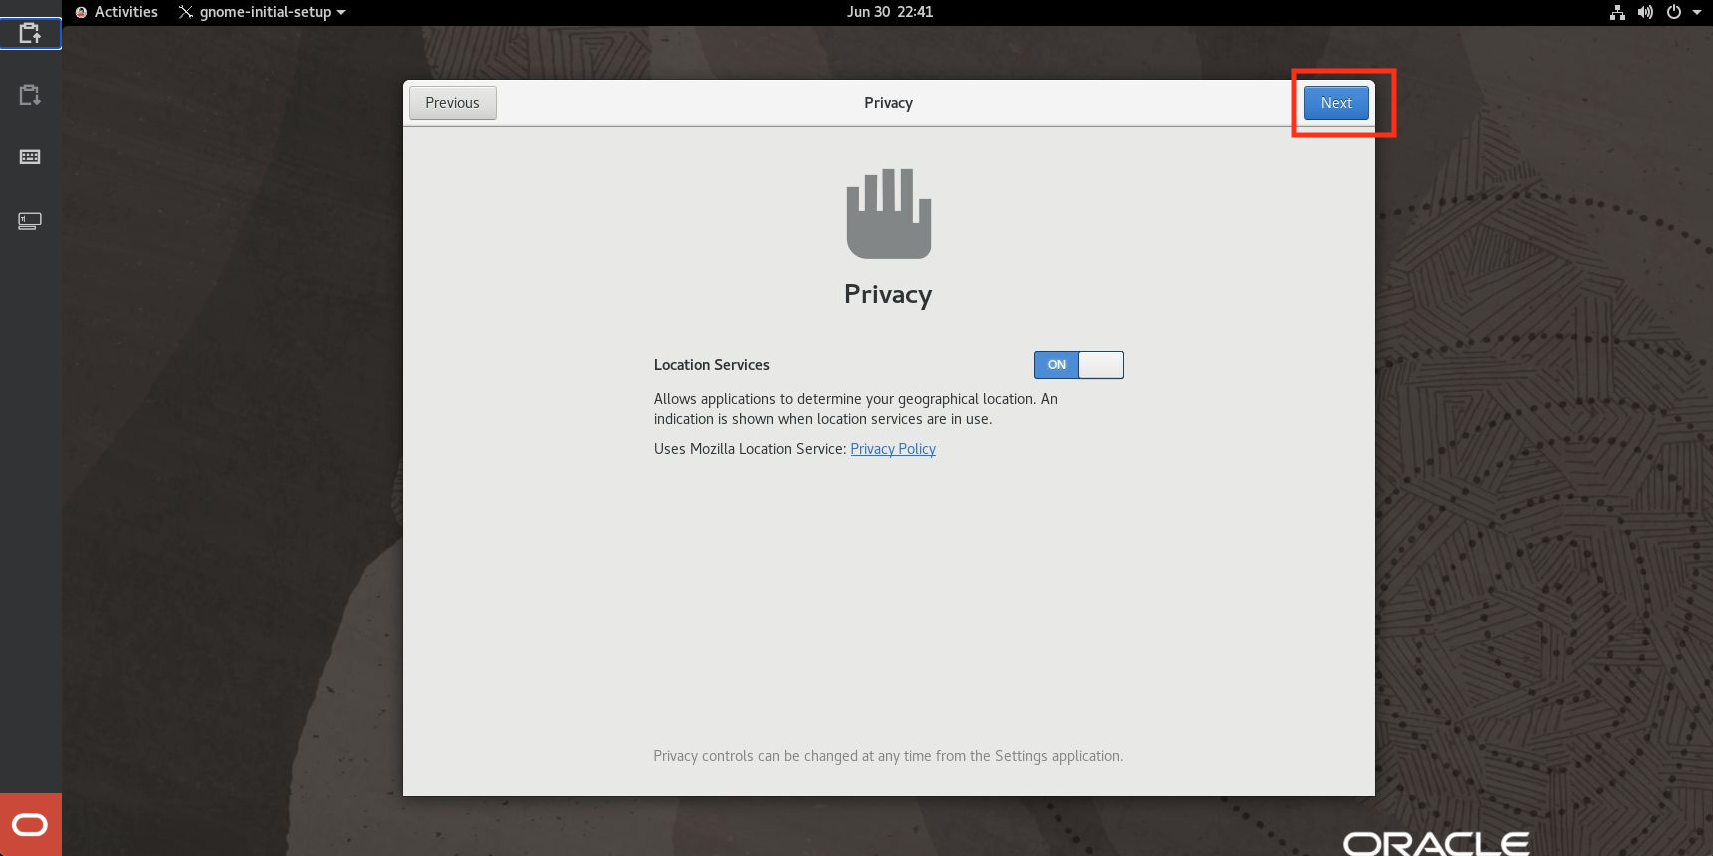 Activities gnome-initial-setup Jun 30 22:41
Previous Privacy Next
Privacy
Location Services ON
Allows applications to determine your geographical location. An
indication is shown when location services are in use.
Uses Mozilla Location Service: Privacy Policy
Privacy controls can be changed at any time from the Settings application.
ORACLE